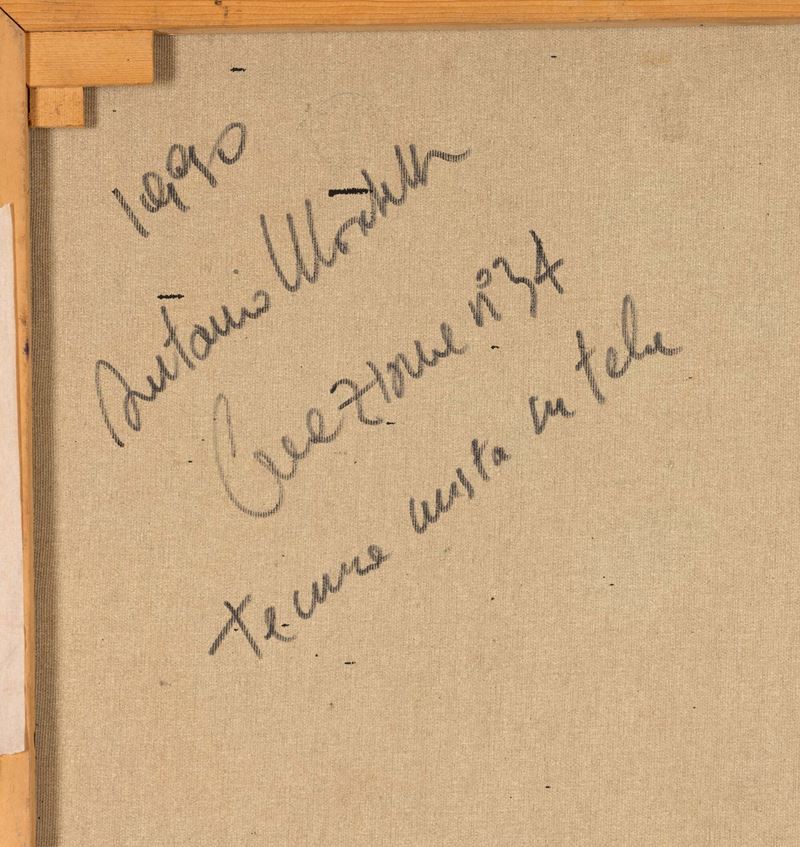 1990
Antonio
Creazione n° 34
tecnica mista su tela